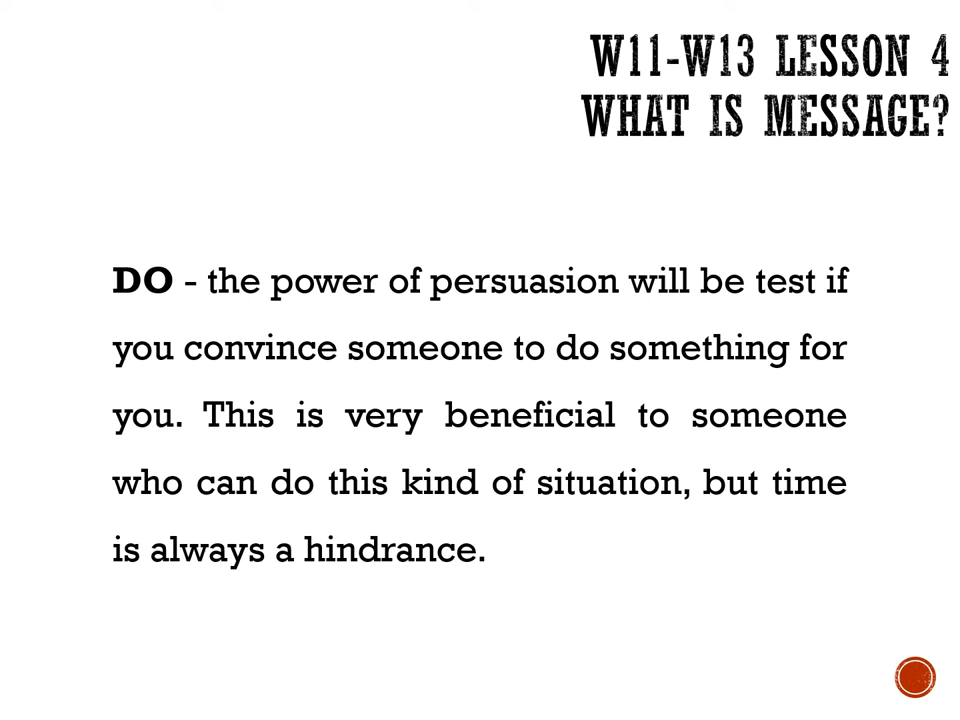 W11-W13 LESSON 4
WHAT IS MESSAGE?
DO - the power of persuasion will be test if
you convince someone to do something for
you. This is very beneficial to someone
who can do this kind of situation, but time
is always a hindrance.